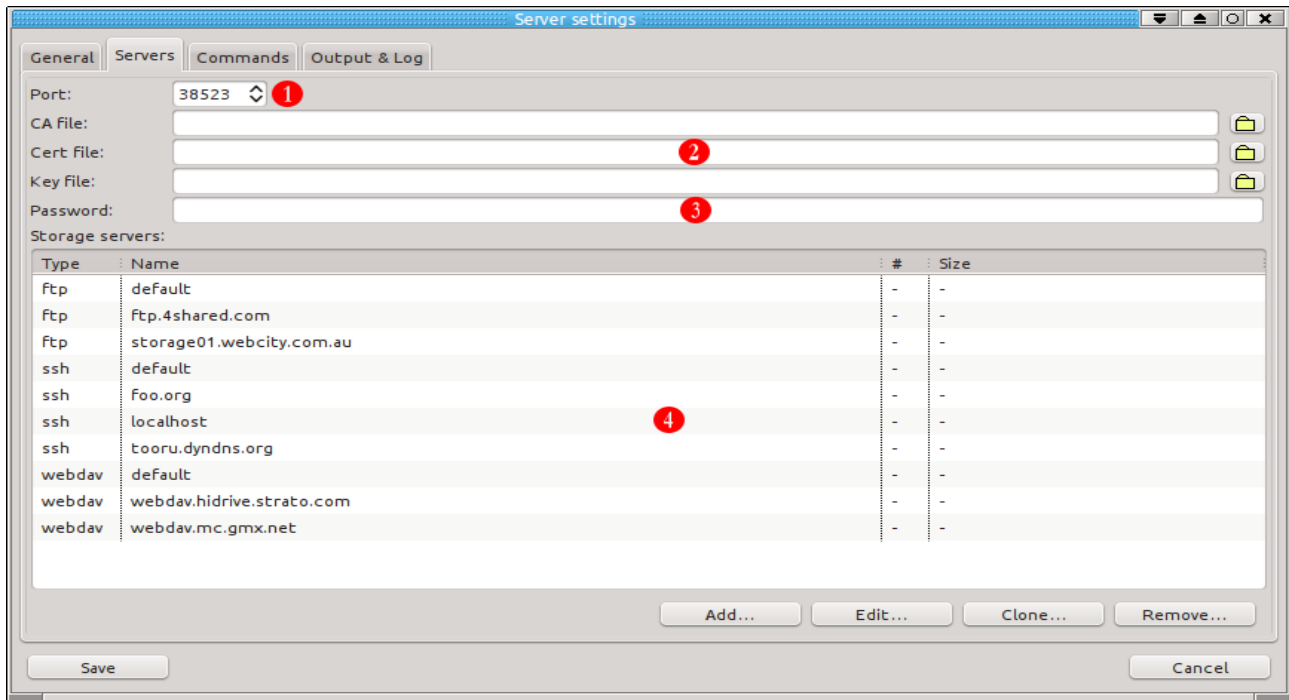 Server settings
General Servers Commands Output & Log
Port: 38523 1
CA file:
Cert file: 2
Key file:
Password: 3
Storage servers:
Type Name # Size
ftp default - -
ftp ftp.4shared.com - -
ftp storage01.webcity.com.au - -
ssh default - -
ssh foo.org - -
ssh localhost 4 - -
ssh tooru.dyndns.org - -
webdav default - -
webdav webdav.hidrive.strato.com - -
webdav webdav.mc.gmx.net - -
Add... Edit... Clone... Remove...
Save Cancel